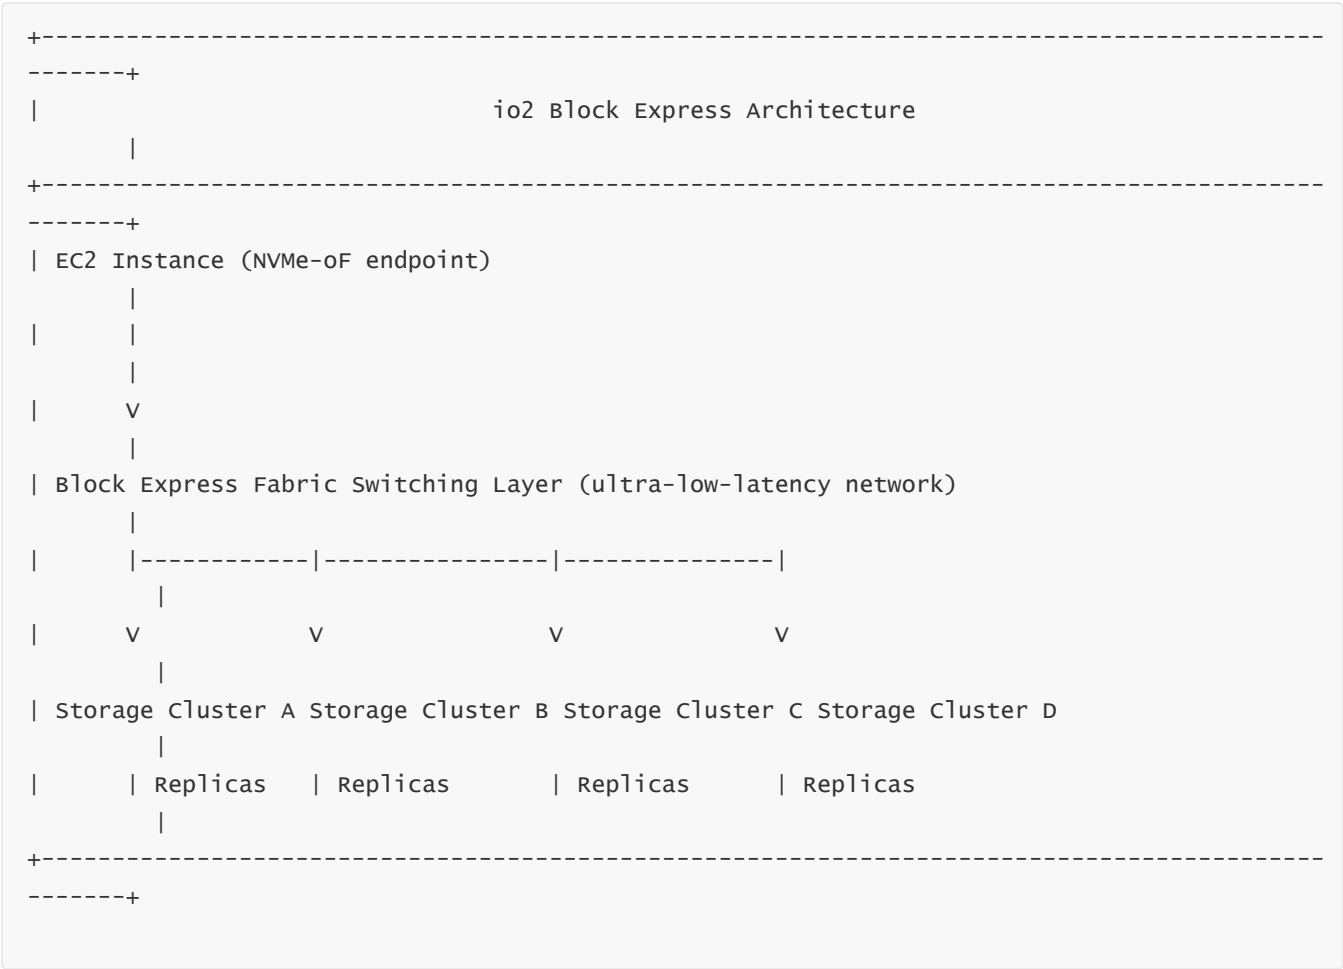 +-------------------------------------------------------------------------------------------
-------+
|                                io2 Block Express Architecture
       |
+-------------------------------------------------------------------------------------------
-------+
| EC2 Instance (NVMe-oF endpoint)
       |
|      |
       |
|      v
       |
| Block Express Fabric Switching Layer (ultra-low-latency network)
       |
|      |------------|----------------|---------------|
         |
|      v            v                v               v
         |
| Storage Cluster A Storage Cluster B Storage Cluster C Storage Cluster D
         |
|      | Replicas   | Replicas       | Replicas      | Replicas
         |
+-------------------------------------------------------------------------------------------
-------+